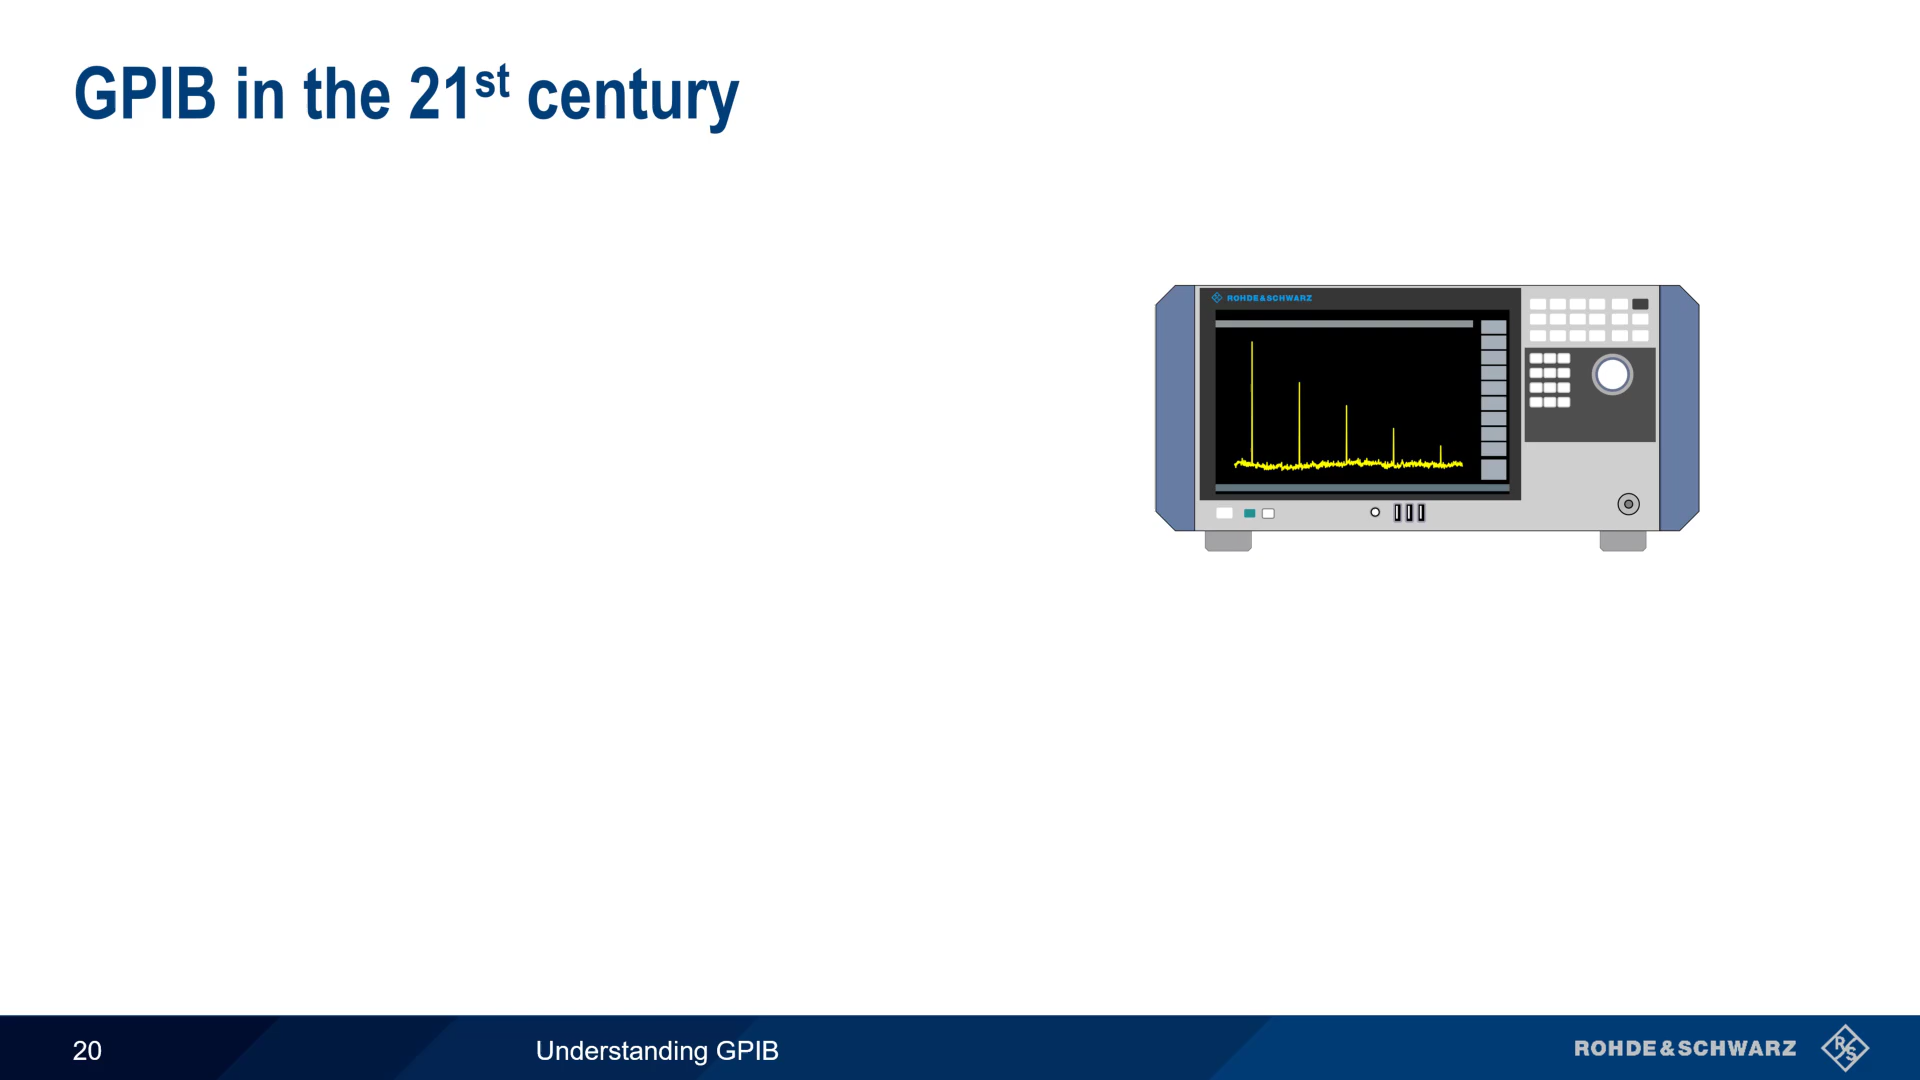 GPIB in the 21st century
ROHDE&SCHWARZ
20
Understanding GPIB
ROHDE&SCHWARZ
R
S